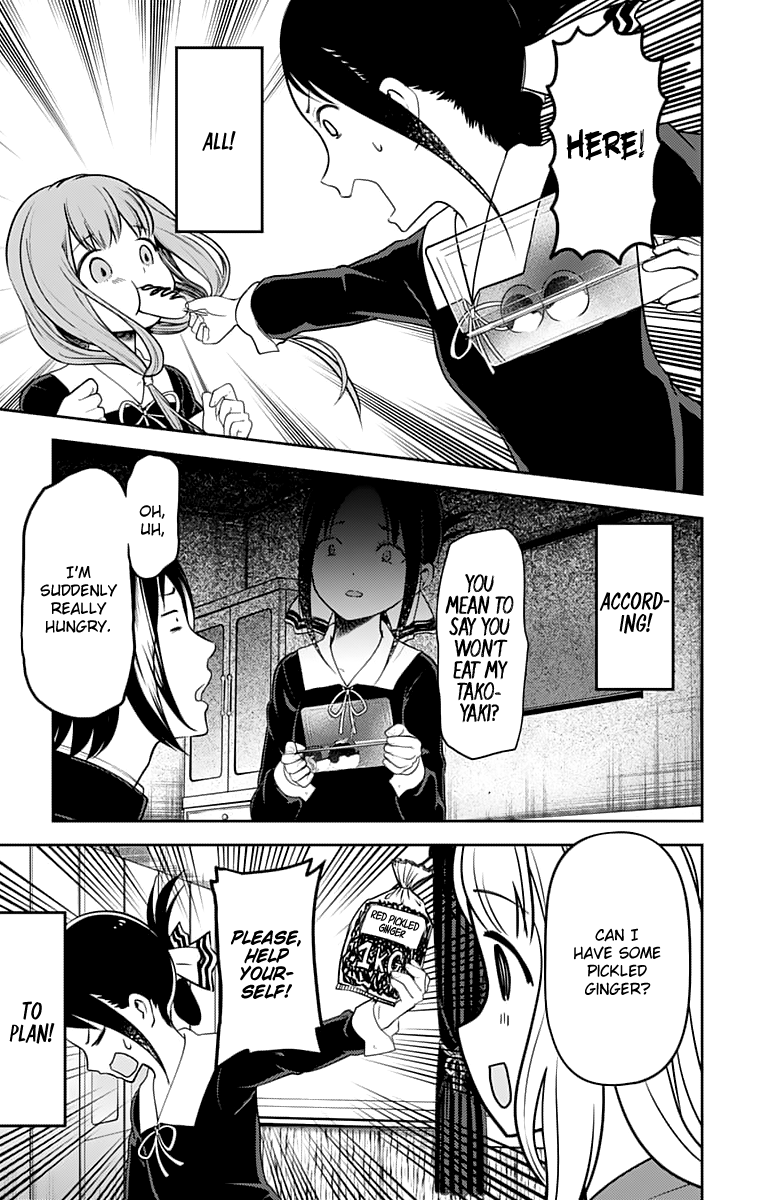 HERE!
ALL!
ACCORD-
ING!
YOU
MEAN TO
SAY YOU
WON'T
EAT MY
TAKO-
YAKI?
OH,
UH,
I'M
SUDDENLY
REALLY
HUNGRY.
CAN I
HAVE SOME
PICKLED
GINGER?
RED PICKLED
GINGER
1KG
PLEASE,
HELP
YOUR-
SELF!
TO
PLAN!